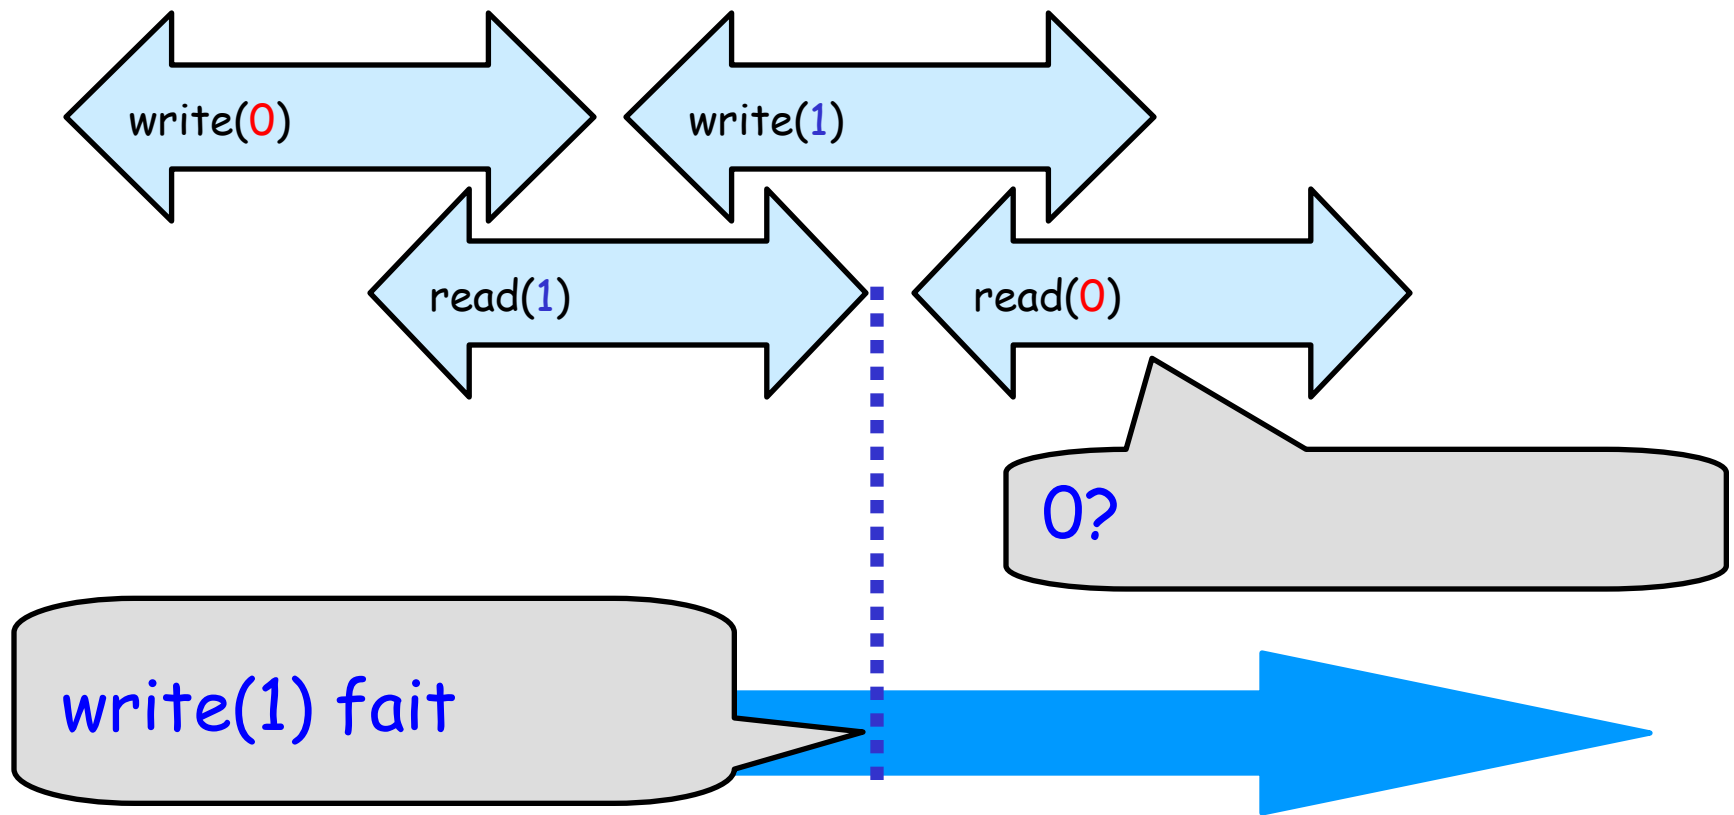 write(0)
write(1)
read(1)
read(0)
0?
write(1) fait